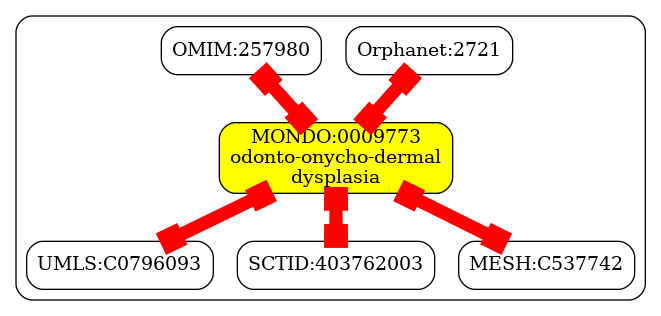 OMIM:257980
Orphanet:2721
MONDO:0009773
odonto-onycho-dermal
dysplasia
UMLS:C0796093
SCTID:403762003
MESH:C537742